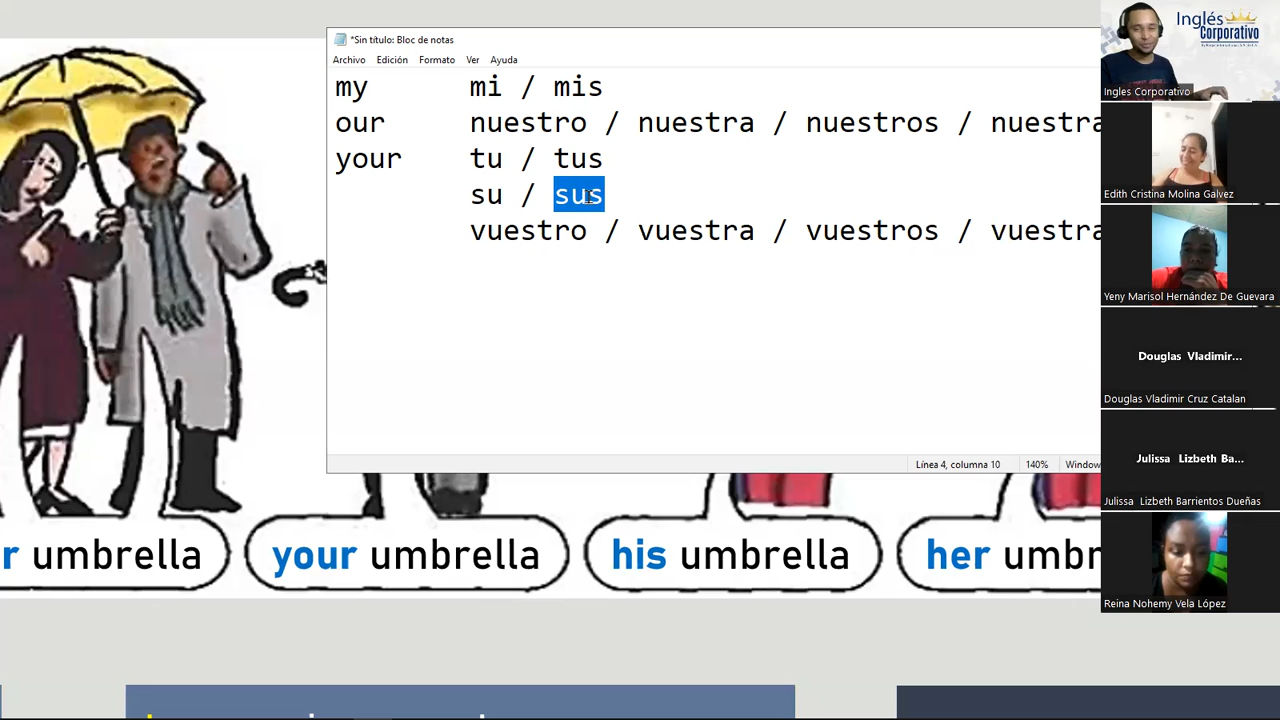 *Sin título: Bloc de notas
Archivo Edición Formato Ver Ayuda
my mi / mis
our nuestro / nuestra / nuestros / nuestra
your tu / tus
su / sus
vuestro / vuestra / vuestros / vuestra
Línea 4, columna 10 140% Window
r umbrella
your umbrella
his umbrella
her umbr
Inglés
Corporativo
Ingles Corporativo
Edith Cristina Molina Galvez
Yeny Marisol Hernández De Guevara
Douglas Vladimir...
Douglas Vladimir Cruz Catalan
Julissa Lizbeth Ba...
Julissa Lizbeth Barrientos Dueñas
Reina Nohemy Vela López